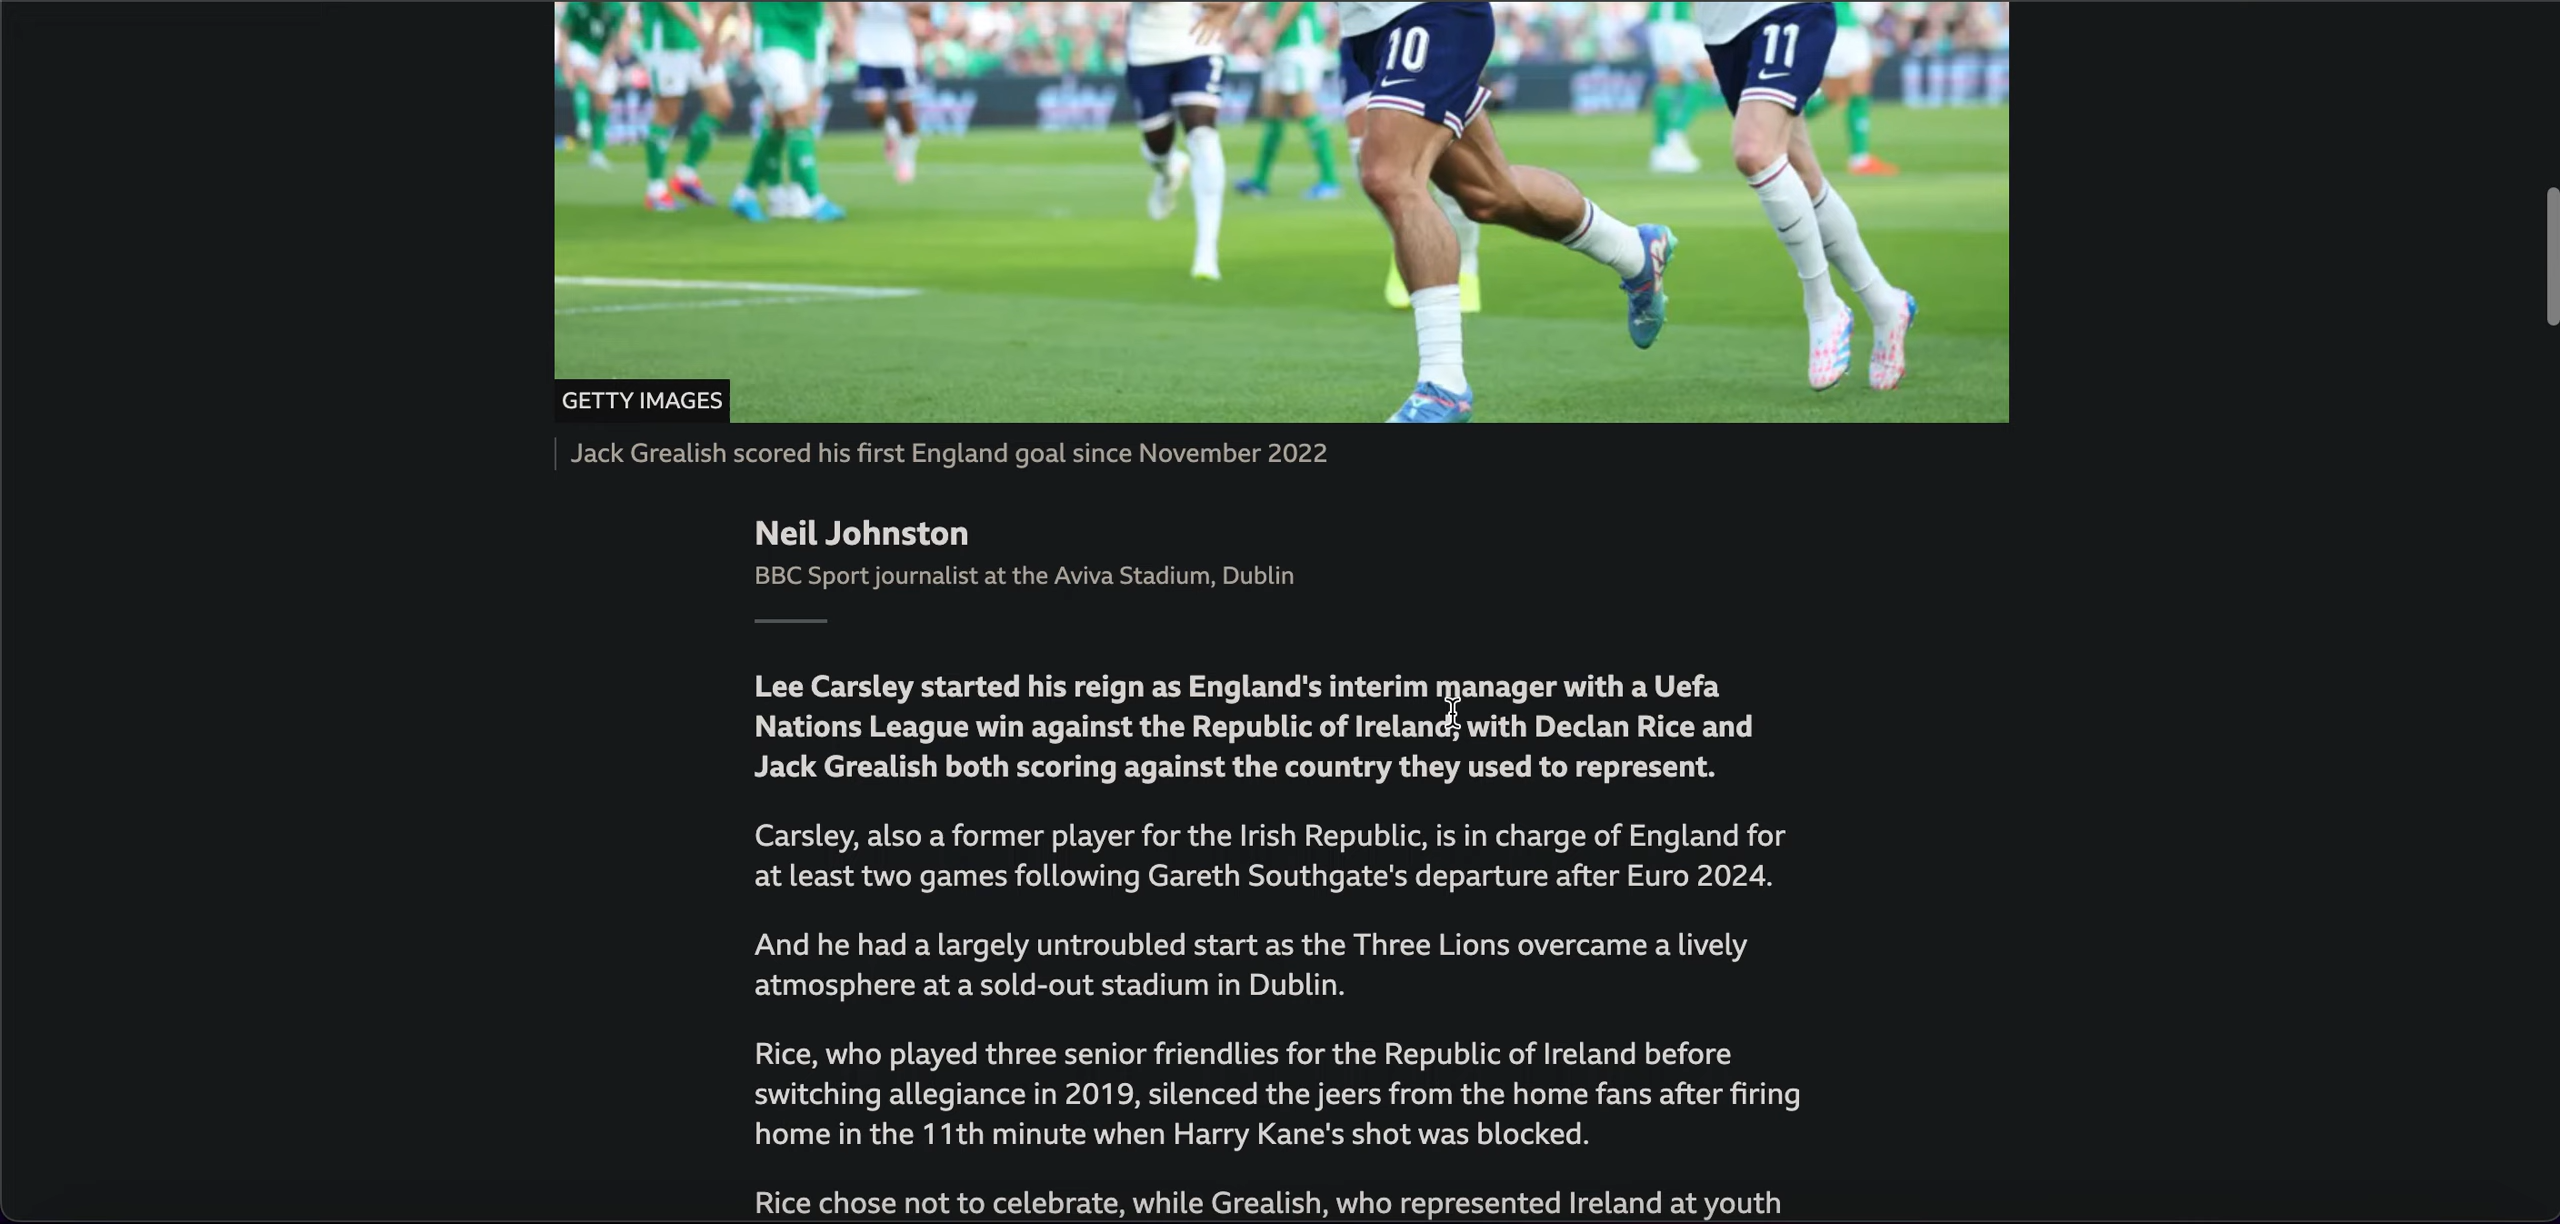 10
11
sky
sky
sky
GETTY IMAGES
Jack Grealish scored his first England goal since November 2022
Neil Johnston
BBC Sport journalist at the Aviva Stadium, Dublin
Lee Carsley started his reign as England's interim manager with a Uefa
Nations League win against the Republic of Ireland, with Declan Rice and
Jack Grealish both scoring against the country they used to represent.
Carsley, also a former player for the Irish Republic, is in charge of England for
at least two games following Gareth Southgate's departure after Euro 2024.
And he had a largely untroubled start as the Three Lions overcame a lively
atmosphere at a sold-out stadium in Dublin.
Rice, who played three senior friendlies for the Republic of Ireland before
switching allegiance in 2019, silenced the jeers from the home fans after firing
home in the 11th minute when Harry Kane's shot was blocked.
Rice chose not to celebrate, while Grealish, who represented Ireland at youth